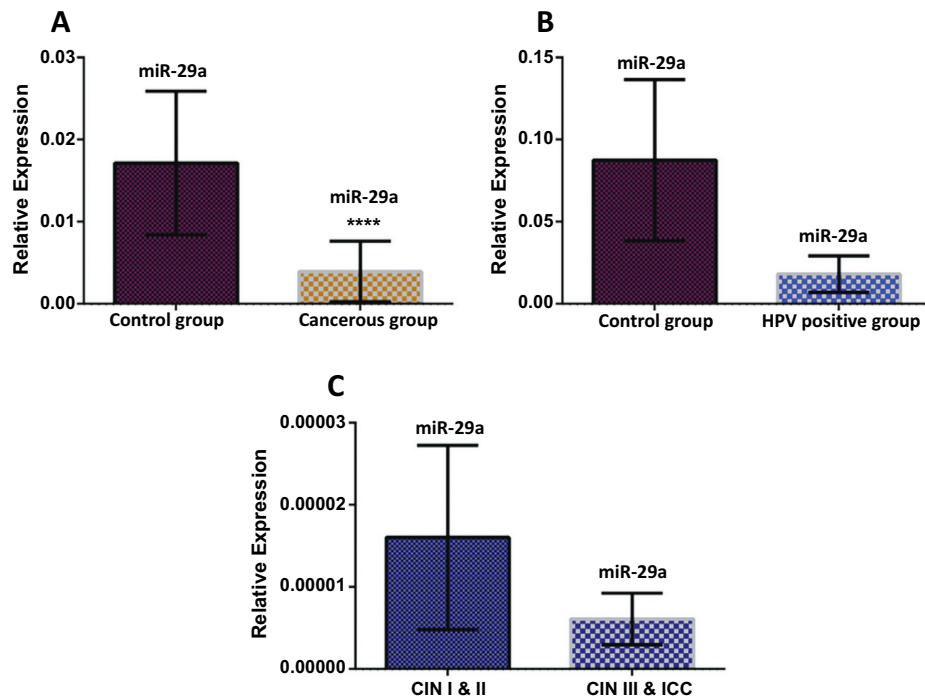 A
Relative Expression
0.03
0.02
0.01
0.00
miR-29a
miR-29a
****
Control group
Cancerous group
B
Relative Expression
0.15
0.10
0.05
0.00
miR-29a
miR-29a
Control group
HPV positive group
C
Relative Expression
0.00003
0.00002
0.00001
0.00000
miR-29a
miR-29a
CIN I & II
CIN III & ICC